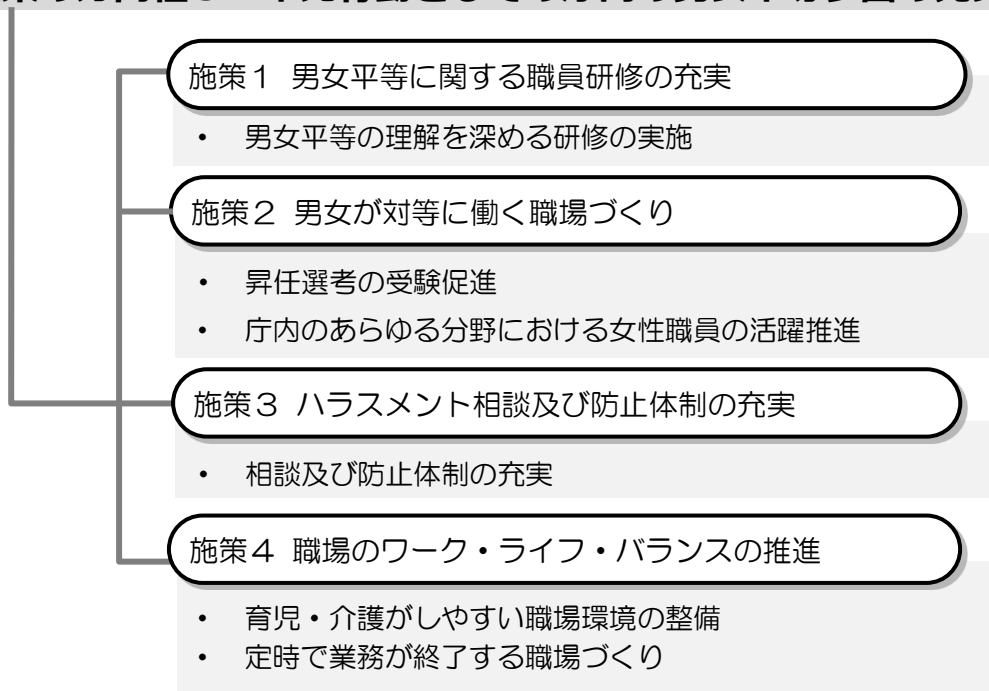 施策１ 男女平等に関する職員研修の充実
・ 男女平等の理解を深める研修の実施
施策２ 男女が対等に働く職場づくり
・ 昇任選考の受験促進
・ 庁内のあらゆる分野における女性職員の活躍推進
施策３ ハラスメント相談及び防止体制の充実
・ 相談及び防止体制の充実
施策４ 職場のワーク・ライフ・バランスの推進
・ 育児・介護がしやすい職場環境の整備
・ 定時で業務が終了する職場づくり